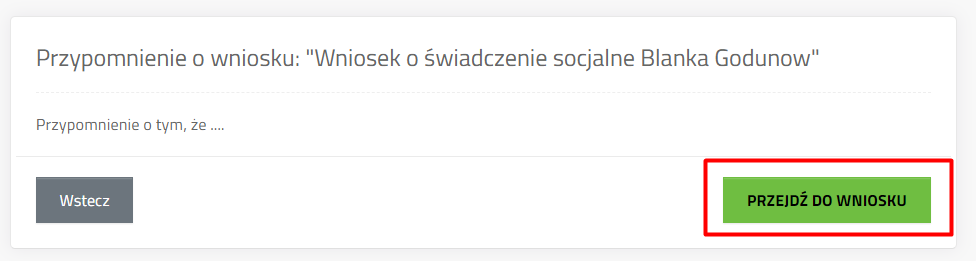 Przypomnienie o wniosku: "Wniosek o świadczenie socjalne Blanka Godunow"
Przypomnienie o tym, że ....
Wstecz
PRZEJDŹ DO WNIOSKU